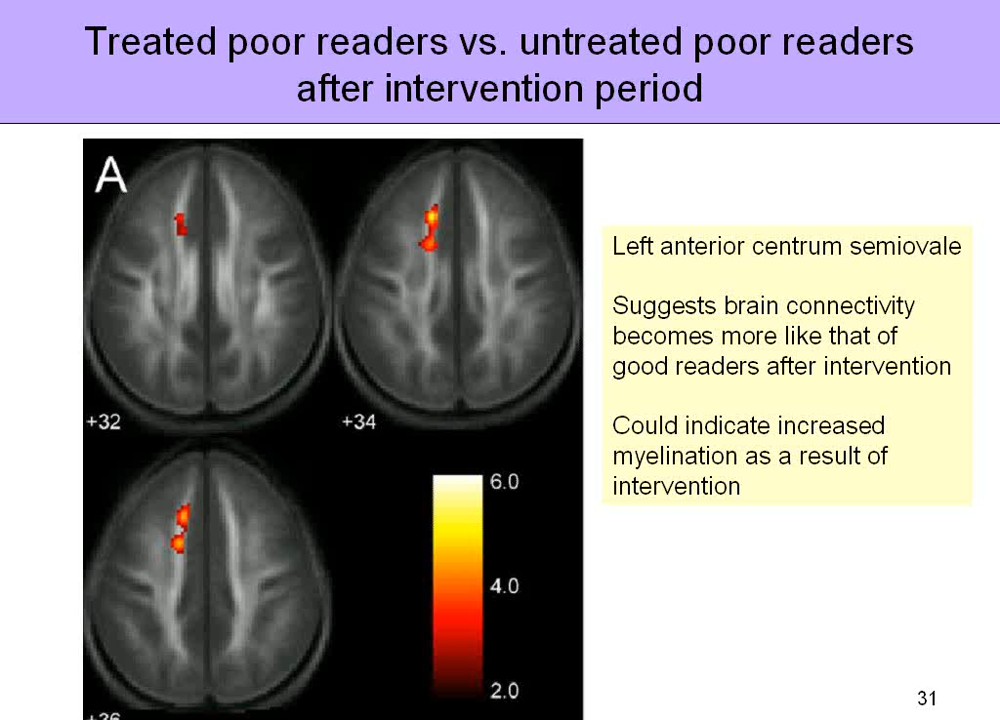 Treated poor readers vs. untreated poor readers
after intervention period
A
+32
+34
+36
6.0
4.0
2.0
Left anterior centrum semiovale
Suggests brain connectivity
becomes more like that of
good readers after intervention
Could indicate increased
myelination as a result of
intervention
31